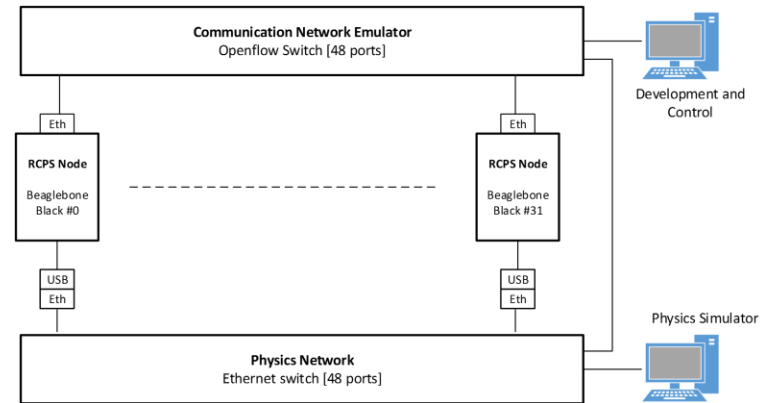 Communication Network Emulator
Openflow Switch [48 ports]
Development and
Control
Eth
Eth
RCPS Node
Beaglebone
Black #0
RCPS Node
Beaglebone
Black #31
USB
Eth
USB
Eth
Physics Simulator
Physics Network
Ethernet switch [48 ports]